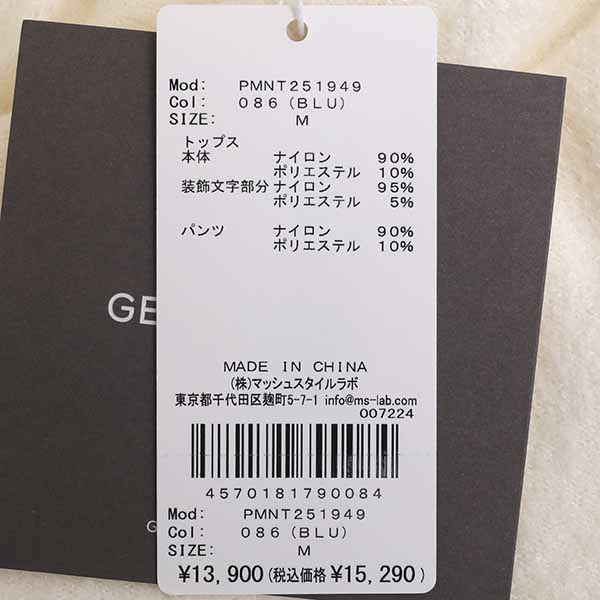 Mod: PMNT251949
Col: 086(BLU)
SIZE: M
トップス
本体 ナイロン 90%
ポリエステル 10%
装飾文字部分 ナイロン 95%
ポリエステル 5%
パンツ ナイロン 90%
ポリエステル 10%
GE
MADE IN CHINA
(株)マッシュスタイルラボ
東京都千代田区麹町5-7-1 info@ms-lab.com
007224
4570181790084
Mod: PMNT251949
G
Col: 086(BLU)
SIZE: M
¥13,900(税込価格 ¥15,290)